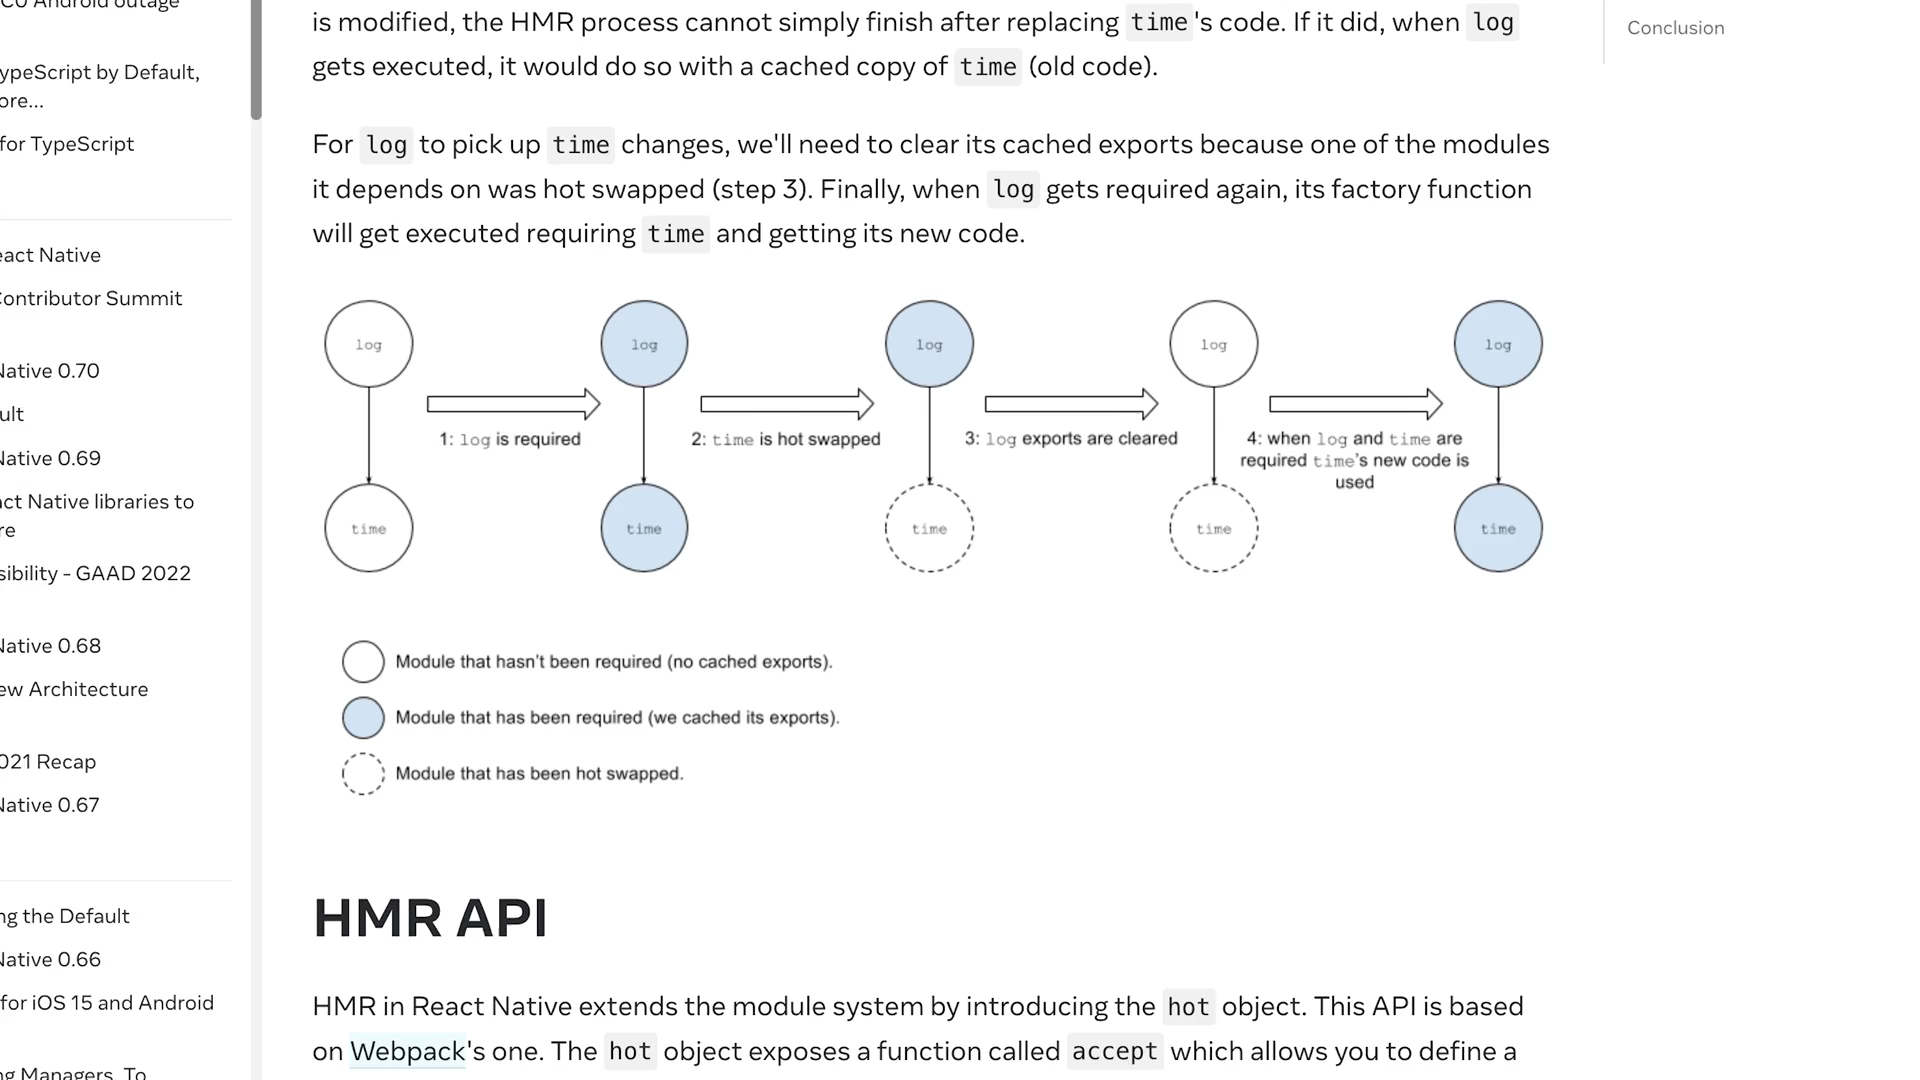 CU Android outage
ypeScript by Default,
ore...
for TypeScript
eact Native
Contributor Summit
Native 0.70
ult
Native 0.69
act Native libraries to
re
sibility - GAAD 2022
Native 0.68
ew Architecture
021 Recap
Native 0.67
ng the Default
Native 0.66
for iOS 15 and Android
ng Managers, To
is modified, the HMR process cannot simply finish after replacing time's code. If it did, when log
gets executed, it would do so with a cached copy of time (old code).
For log to pick up time changes, we'll need to clear its cached exports because one of the modules
it depends on was hot swapped (step 3). Finally, when log gets required again, its factory function
will get executed requiring time and getting its new code.
log
log
log
log
log
1: log is required
2: time is hot swapped
3: log exports are cleared
4: when log and time are
required time's new code is
used
time
time
time
time
time
Module that hasn't been required (no cached exports).
Module that has been required (we cached its exports).
Module that has been hot swapped.
HMR API
HMR in React Native extends the module system by introducing the hot object. This API is based
on Webpack's one. The hot object exposes a function called accept which allows you to define a
Conclusion